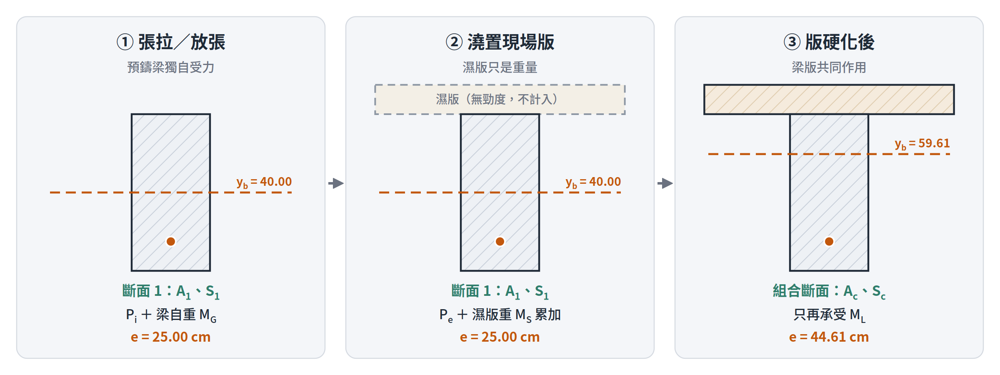 ① 張拉／放張
預鑄梁獨自受力
y_b = 40.00
斷面 1：A₁、S₁
P_i ＋ 梁自重 M_G
e = 25.00 cm
② 澆置現場版
濕版只是重量
濕版（無勁度，不計入）
y_b = 40.00
斷面 1：A₁、S₁
P_e ＋ 濕版重 M_S 累加
e = 25.00 cm
③ 版硬化後
梁版共同作用
y_b = 59.61
組合斷面：A_c、S_c
只再承受 M_L
e = 44.61 cm